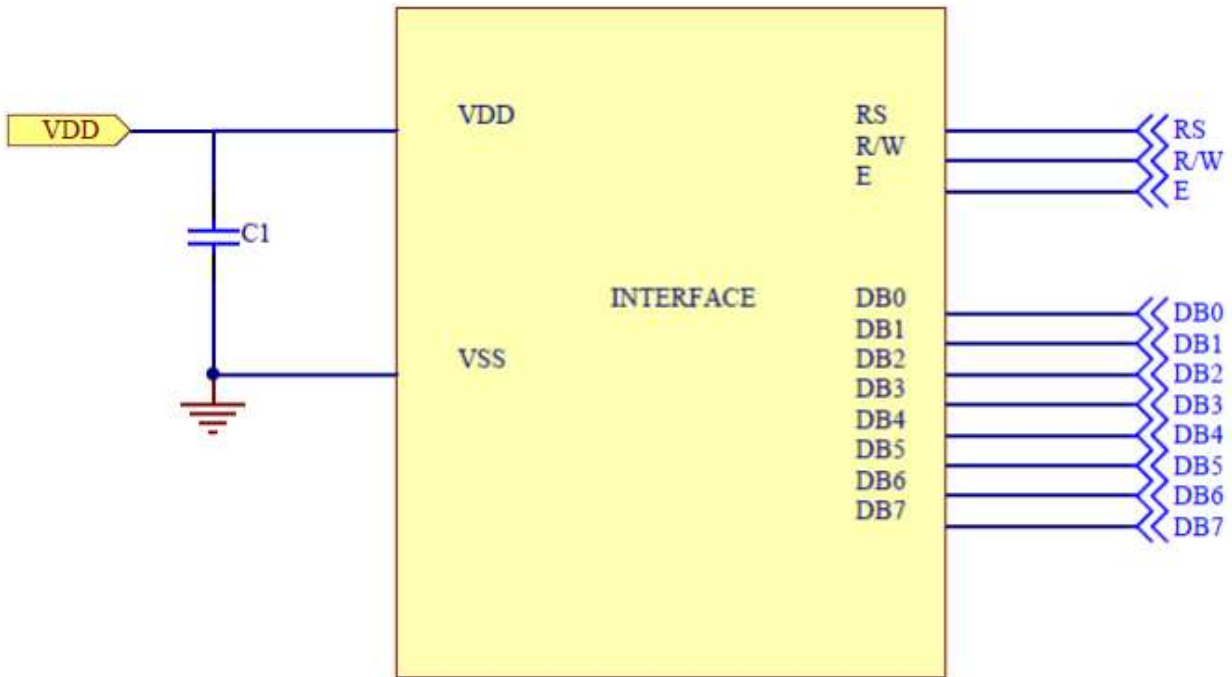 VDD
C1
VDD
VSS
INTERFACE
RS
R/W
E
DB0
DB1
DB2
DB3
DB4
DB5
DB6
DB7
RS
R/W
E
DB0
DB1
DB2
DB3
DB4
DB5
DB6
DB7